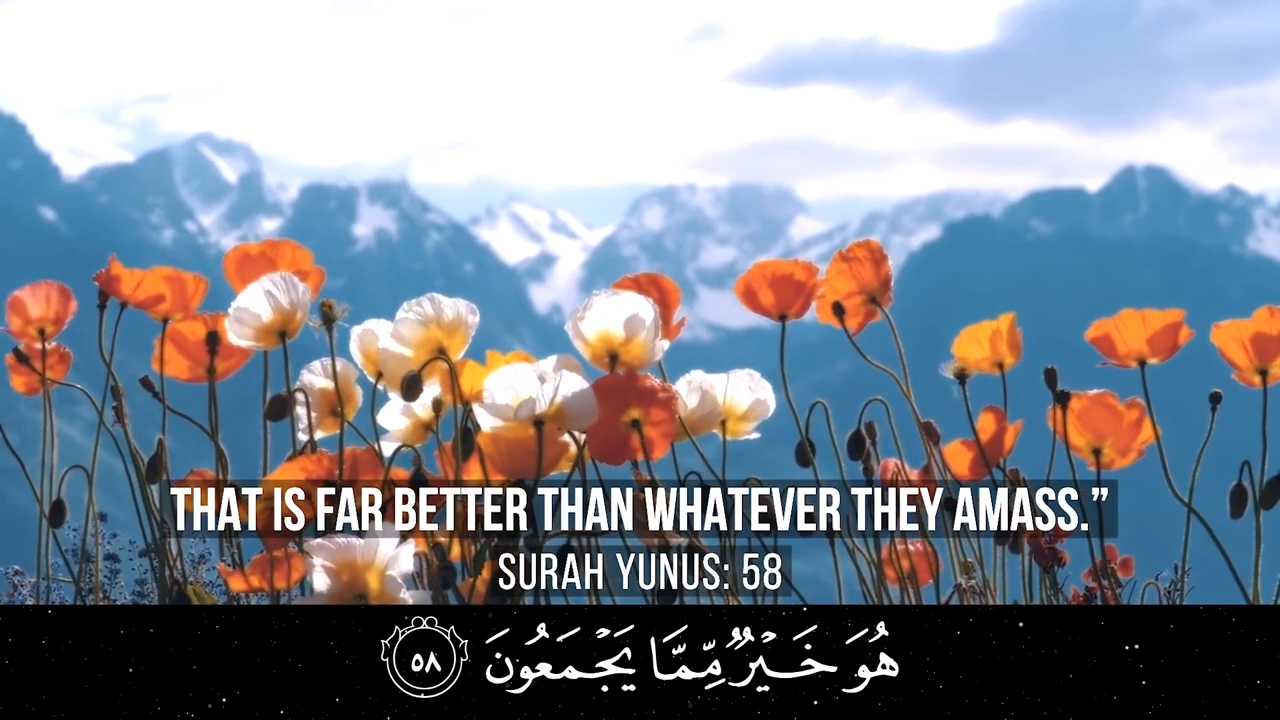 THAT IS FAR BETTER THAN WHATEVER THEY AMASS.”
SURAH YUNUS: 58
هُوَ خَيْرٌ مِّمَّا يَجْمَعُونَ ٥٨